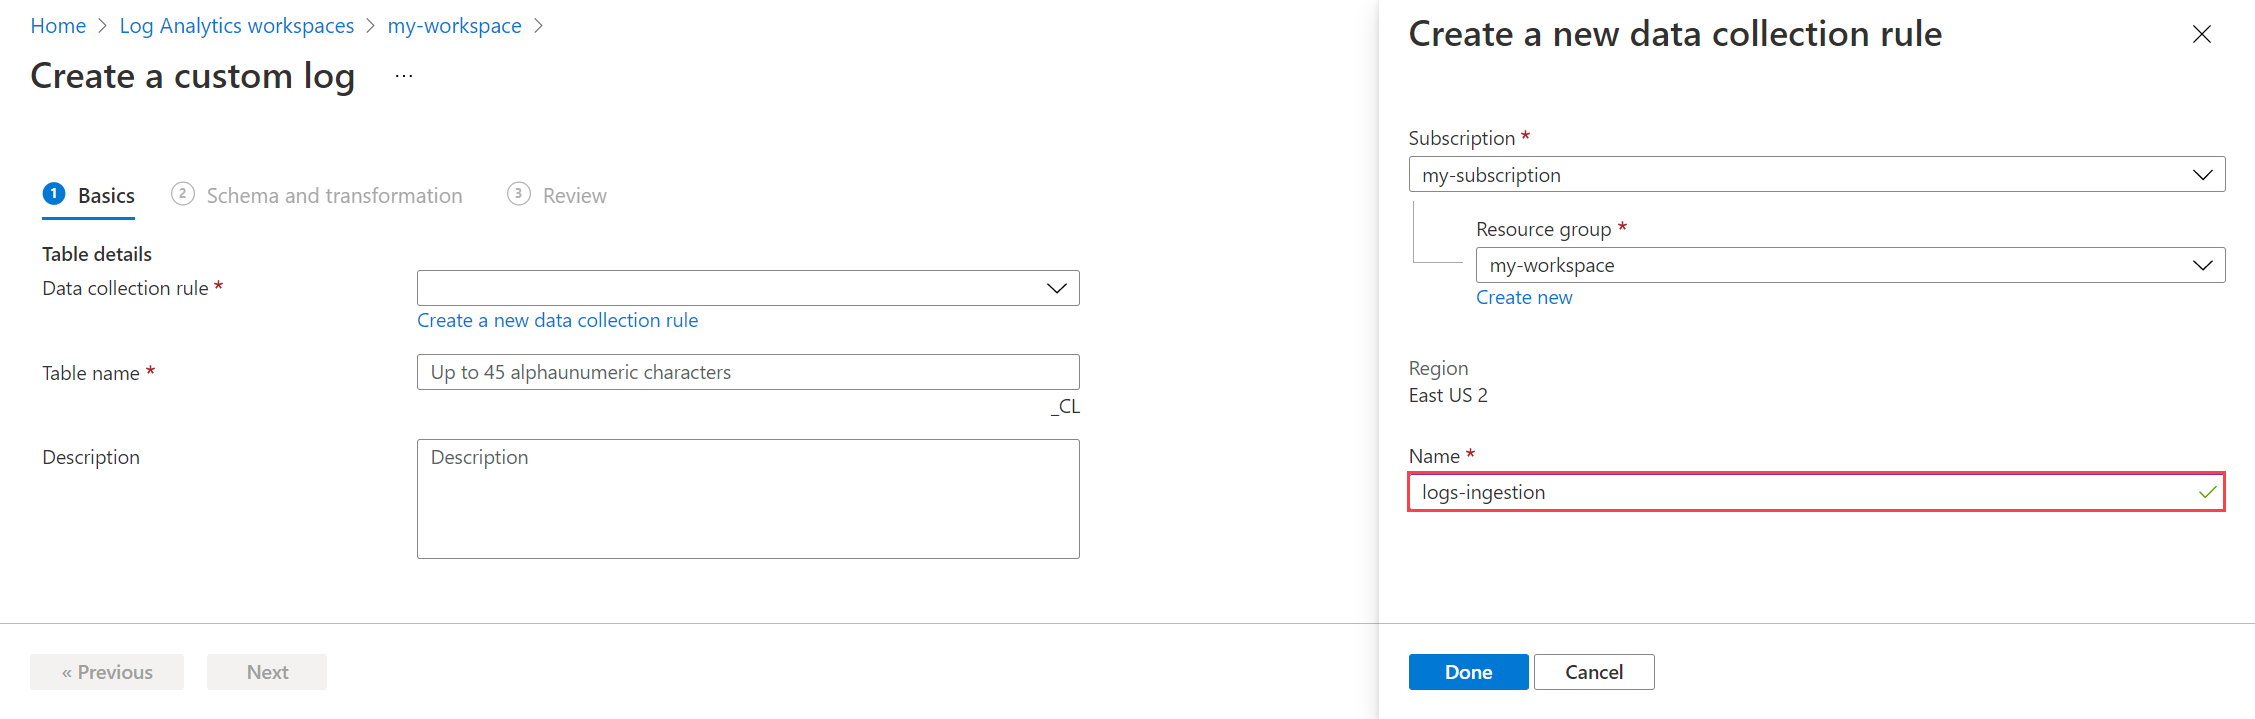 Home > Log Analytics workspaces > my-workspace >
Create a custom log ...
1 Basics 2 Schema and transformation 3 Review
Table details
Data collection rule *
Create a new data collection rule
Table name * Up to 45 alphaunumeric characters
_CL
Description Description
« Previous Next
Create a new data collection rule
Subscription *
my-subscription
Resource group *
my-workspace
Create new
Region
East US 2
Name *
logs-ingestion
Done Cancel